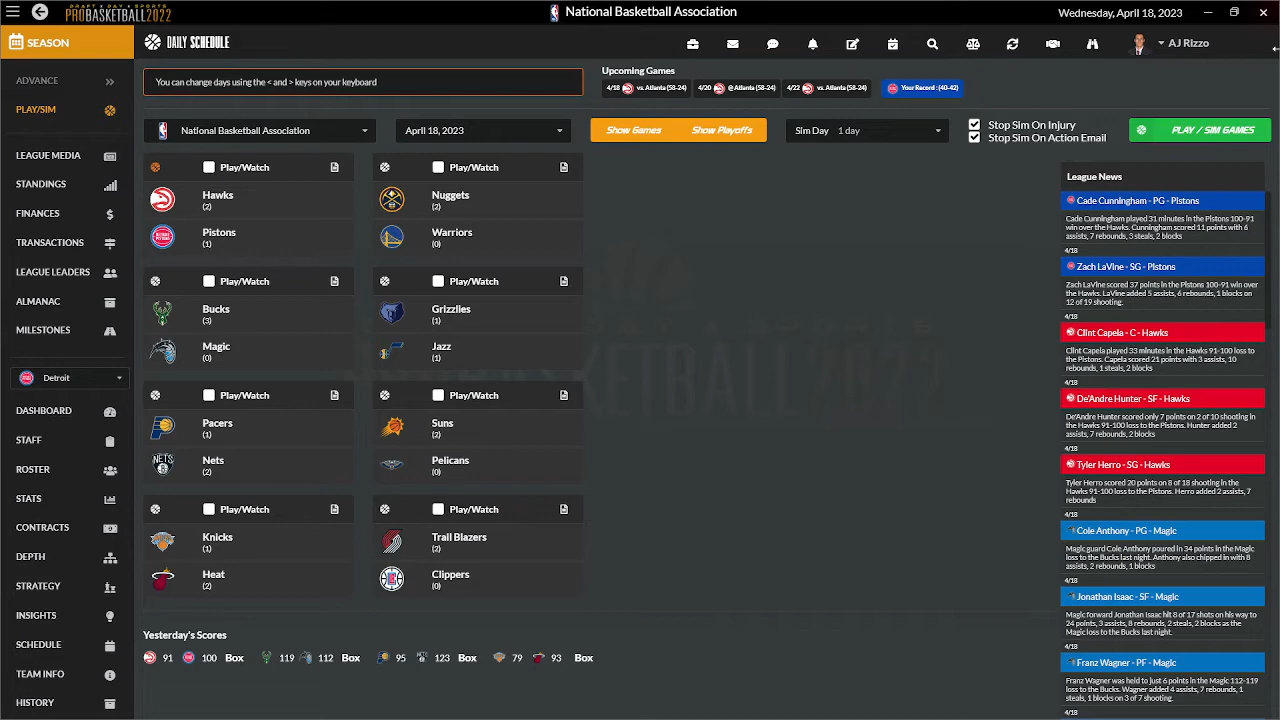 DRAFT • DAY • SPORTS
PROBASKETBALL2022
National Basketball Association
Wednesday, April 18, 2023
SEASON
DAILY SCHEDULE
AJ Rizzo
ADVANCE
PLAY/SIM
LEAGUE MEDIA
STANDINGS
FINANCES
TRANSACTIONS
LEAGUE LEADERS
ALMANAC
MILESTONES
Detroit
DASHBOARD
STAFF
ROSTER
STATS
CONTRACTS
DEPTH
STRATEGY
INSIGHTS
SCHEDULE
TEAM INFO
HISTORY
You can change days using the < and > keys on your keyboard
Upcoming Games
4/18 vs. Atlanta (58-24) 4/20 @ Atlanta (58-24) 4/22 vs. Atlanta (58-24) Your Record : (40-42)
National Basketball Association April 18, 2023 Show Games Show Playoffs Sim Day 1 day
Stop Sim On Injury
Stop Sim On Action Email
PLAY / SIM GAMES
Play/Watch
Hawks
(2)
Pistons
(1)
Play/Watch
Nuggets
(2)
Warriors
(0)
Play/Watch
Bucks
(3)
Magic
(0)
Play/Watch
Grizzlies
(1)
Jazz
(1)
Play/Watch
Pacers
(1)
Nets
(2)
Play/Watch
Suns
(2)
Pelicans
(0)
Play/Watch
Knicks
(1)
Heat
(2)
Play/Watch
Trail Blazers
(2)
Clippers
(0)
Yesterday's Scores
91 100 Box 119 112 Box 95 123 Box 79 93 Box
League News
Cade Cunningham - PG - Pistons
Cade Cunningham played 31 minutes in the Pistons 100-91
win over the Hawks. Cunningham scored 11 points with 6
assists, 7 rebounds, 3 steals, 2 blocks
4/18
Zach LaVine - SG - Pistons
Zach LaVine scored 37 points in the Pistons 100-91 win over
the Hawks. LaVine added 5 assists, 6 rebounds, 1 blocks on
12 of 19 shooting.
4/18
Clint Capela - C - Hawks
Clint Capela played 33 minutes in the Hawks 91-100 loss to
the Pistons. Capela scored 21 points with 3 assists, 10
rebounds, 1 steals, 2 blocks
4/18
De'Andre Hunter - SF - Hawks
De'Andre Hunter scored only 7 points on 2 of 10 shooting in
the Hawks 91-100 loss to the Pistons. Hunter added 2
assists, 7 rebounds, 2 blocks
4/18
Tyler Herro - SG - Hawks
Tyler Herro scored 20 points on 8 of 18 shooting in the
Hawks 91-100 loss to the Pistons. Herro added 2 assists, 7
rebounds
4/18
Cole Anthony - PG - Magic
Magic guard Cole Anthony poured in 34 points in the Magic
loss to the Bucks last night. Anthony also chipped in with 8
assists, 2 rebounds, 1 blocks
4/18
Jonathan Isaac - SF - Magic
Magic forward Jonathan Isaac hit 8 of 17 shots on his way to
24 points, 3 assists, 8 rebounds, 2 steals, 2 blocks as the
Magic loss to the Bucks last night.
4/18
Franz Wagner - PF - Magic
Franz Wagner was held to just 6 points in the Magic 112-119
loss to the Bucks. Wagner added 4 assists, 7 rebounds, 1
steals, 1 blocks on 3 of 7 shooting.
4/18